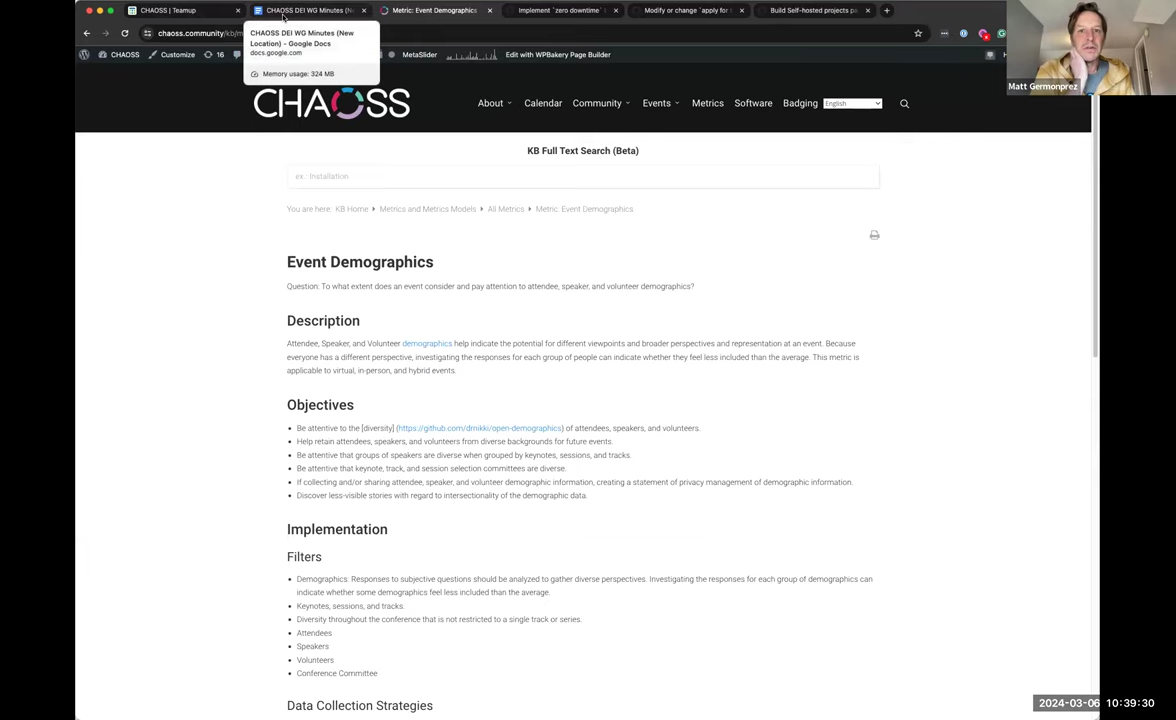 CHAOSS | Teamup
CHAOSS DEI WG Minutes (Ne
Metric: Event Demographics
Implement `zero downtime`
Modify or change `apply for
Build Self-hosted projects pa
chaoss.community/kb/m
CHAOSS DEI WG Minutes (New
Location) - Google Docs
docs.google.com
Memory usage: 324 MB
CHAOSS
Customize
16
MetaSlider
Edit with WPBakery Page Builder
H
Matt Germonprez
CHAOSS
About
Calendar
Community
Events
Metrics
Software
Badging
English
KB Full Text Search (Beta)
ex : Installation
You are here: KB Home
Metrics and Metrics Models
All Metrics
Metric: Event Demographics
Event Demographics
Question: To what extent does an event consider and pay attention to attendee, speaker, and volunteer demographics?
Description
Attendee, Speaker, and Volunteer demographics help indicate the potential for different viewpoints and broader perspectives and representation at an event. Because
everyone has a different perspective, investigating the responses for each group of people can indicate whether they feel less included than the average. This metric is
applicable to virtual, in-person, and hybrid events.
Objectives
• Be attentive to the [diversity] (https://github.com/drnikki/open-demographics) of attendees, speakers, and volunteers.
• Help retain attendees, speakers, and volunteers from diverse backgrounds for future events.
• Be attentive that groups of speakers are diverse when grouped by keynotes, sessions, and tracks.
• Be attentive that keynote, track, and session selection committees are diverse.
• If collecting and/or sharing attendee, speaker, and volunteer demographic information, creating a statement of privacy management of demographic information.
• Discover less-visible stories with regard to intersectionality of the demographic data.
Implementation
Filters
• Demographics: Responses to subjective questions should be analyzed to gather diverse perspectives. Investigating the responses for each group of demographics can
indicate whether some demographics feel less included than the average.
• Keynotes, sessions, and tracks.
• Diversity throughout the conference that is not restricted to a single track or series.
• Attendees
• Speakers
• Volunteers
• Conference Committee
Data Collection Strategies
2024-03-06 10:39:30